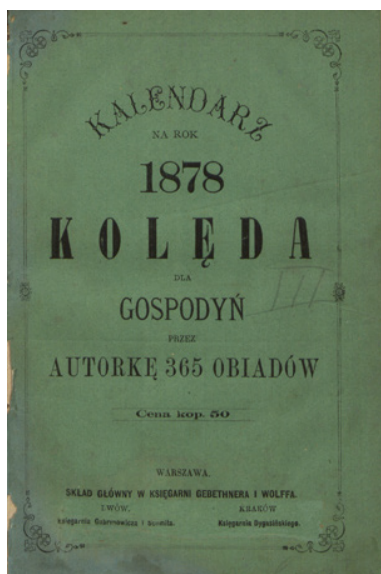 KALENDARZ
NA ROK
1878
KOLĘDA
DLA
GOSPODYŃ
PRZEZ
AUTORKĘ 365 OBIADÓW
Cena kop. 50
WARSZAWA.
SKŁAD GŁÓWNY W KSIĘGARNI GEBETHNERA I WOLFFA.
LWÓW. KRAKÓW
Księgarnia Gubrynowicza i Schmidta. Księgarnia Dygasińskiego.
III